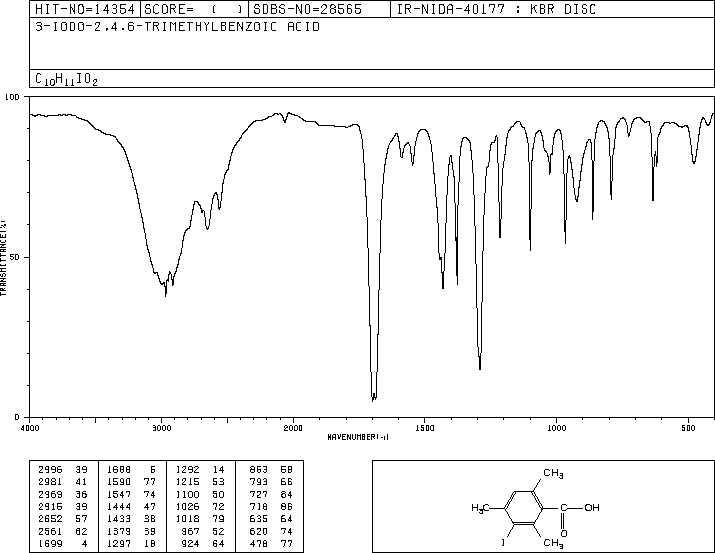 HIT-NO=14354 SCORE= ( ) SDBS-NO=28565 IR-NIDA-40177 : KBR DISC
3-IODO-2,4,6-TRIMETHYLBENZOIC ACID
C10H11IO2
100
50
0
TRANSMITTANCE(%)
4000 3000 2000 1500 1000 500
WAVENUMBER(-1)
2996 39 1688 5 1292 14 863 58
2981 41 1590 77 1215 53 793 66
2969 36 1547 74 1100 50 727 84
2915 39 1444 47 1026 72 718 86
2652 57 1433 38 1018 79 635 64
2561 62 1379 39 967 52 620 74
1699 4 1297 18 924 64 478 77
CH3
H3C OH
I CH3 O